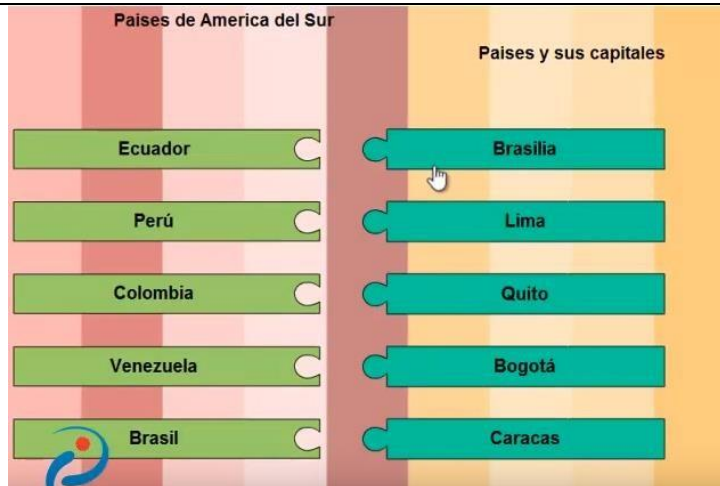 Paises de America del Sur
Paises y sus capitales
Ecuador
Brasilia
Perú
Lima
Colombia
Quito
Venezuela
Bogotá
Brasil
Caracas